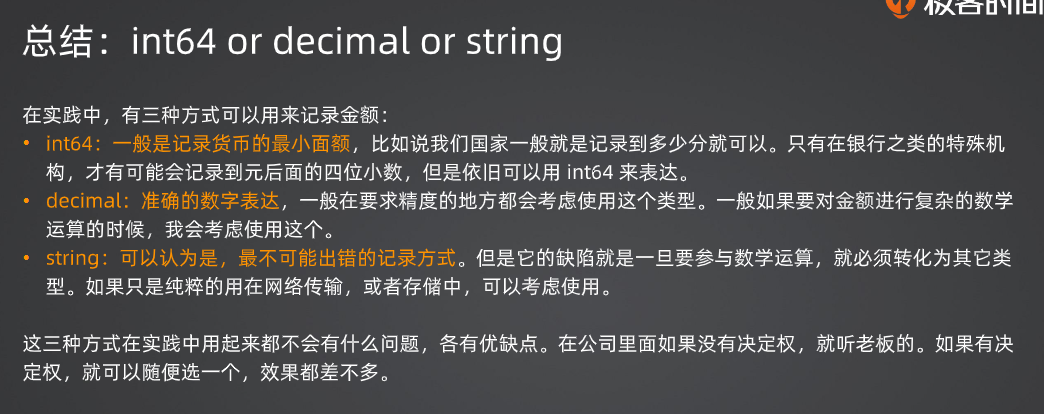 极客时间
总结：int64 or decimal or string
在实践中，有三种方式可以用来记录金额：
• int64：一般是记录货币的最小面额，比如说我们国家一般就是记录到多少分就可以。只有在银行之类的特殊机
构，才有可能会记录到元后面的四位小数，但是依旧可以用 int64 来表达。
• decimal：准确的数字表达，一般在要求精度的地方都会考虑使用这个类型。一般如果要对金额进行复杂的数学
运算的时候，我会考虑使用这个。
• string：可以认为是，最不可能出错的记录方式。但是它的缺陷就是一旦要参与数学运算，就必须转化为其它类
型。如果只是纯粹的用在网络传输，或者存储中，可以考虑使用。
这三种方式在实践中用起来都不会有什么问题，各有优缺点。在公司里面如果没有决定权，就听老板的。如果有决
定权，就可以随便选一个，效果都差不多。